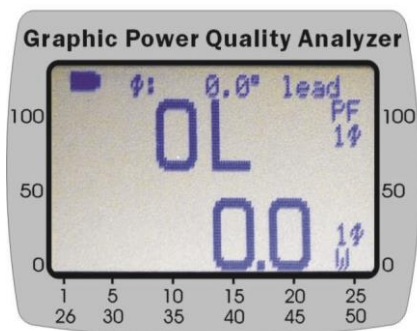 Graphic Power Quality Analyzer
Φ: 0.0° lead
100 PF 100
OL 1Φ
50 50
0.0 1Φ
0 W 0
1 5 10 15 20 25
26 30 35 40 45 50